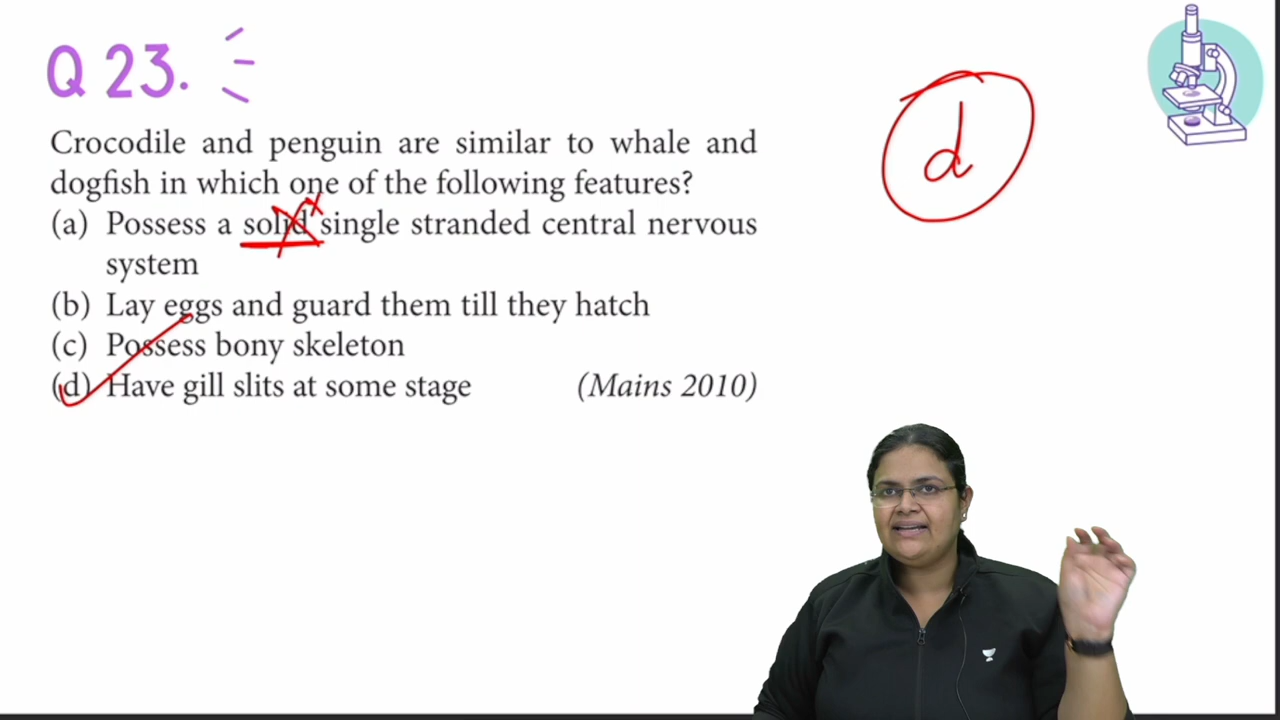 Q 23.
Crocodile and penguin are similar to whale and
dogfish in which one of the following features?
(a) Possess a solid single stranded central nervous
system
(b) Lay eggs and guard them till they hatch
(c) Possess bony skeleton
(d) Have gill slits at some stage (Mains 2010)
d